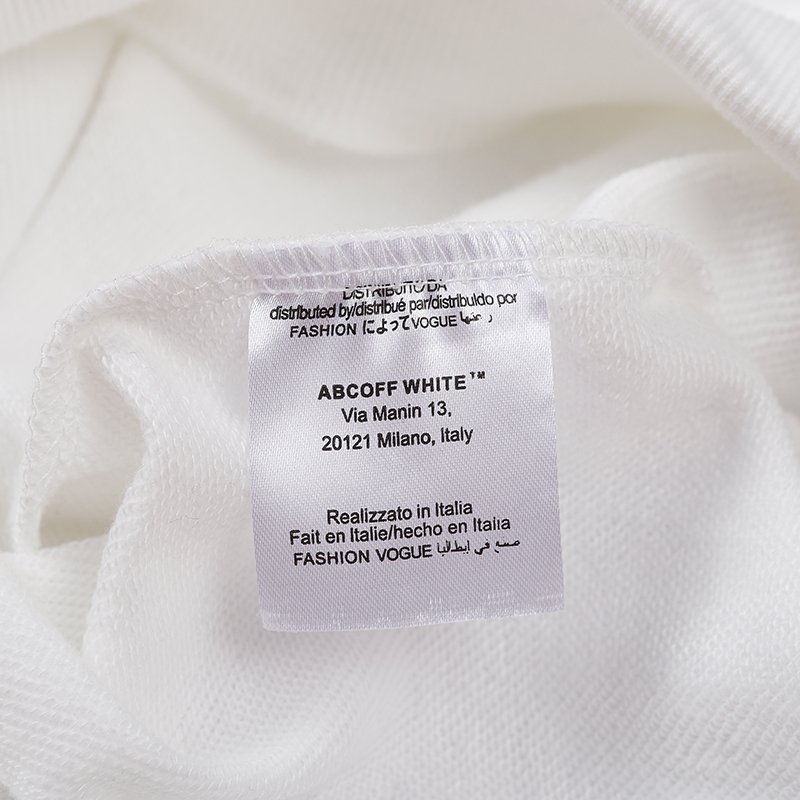 DISTRIBUITO DA
distributed by/distribué par/distribuido por
FASHION によって VOGUE
ABCOFF WHITE™
Via Manin 13,
20121 Milano, Italy
Realizzato in Italia
Fait en Italie/hecho en Italia
FASHION VOGUE صنع في إيطاليا